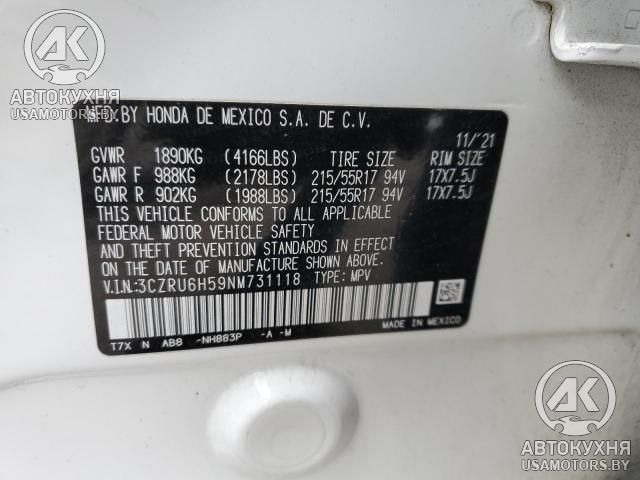 АК
АВТОКУХНЯ
USAMOTORS.BY
MFD.BY HONDA DE MEXICO S.A. DE C.V.
11/'21
GVWR 1890KG (4166LBS) TIRE SIZE RIM SIZE
GAWR F 988KG (2178LBS) 215/55R17 94V 17X7.5J
GAWR R 902KG (1988LBS) 215/55R17 94V 17X7.5J
THIS VEHICLE CONFORMS TO ALL APPLICABLE
FEDERAL MOTOR VEHICLE SAFETY
AND THEFT PREVENTION STANDARDS IN EFFECT
ON THE DATE OF MANUFACTURE SHOWN ABOVE.
V.I.N.:3CZRU6H59NM731118 TYPE: MPV
MADE IN MEXICO
T7X N AB8 -NH883P -A -M
АК
АВТОКУХНЯ
USAMOTORS.BY